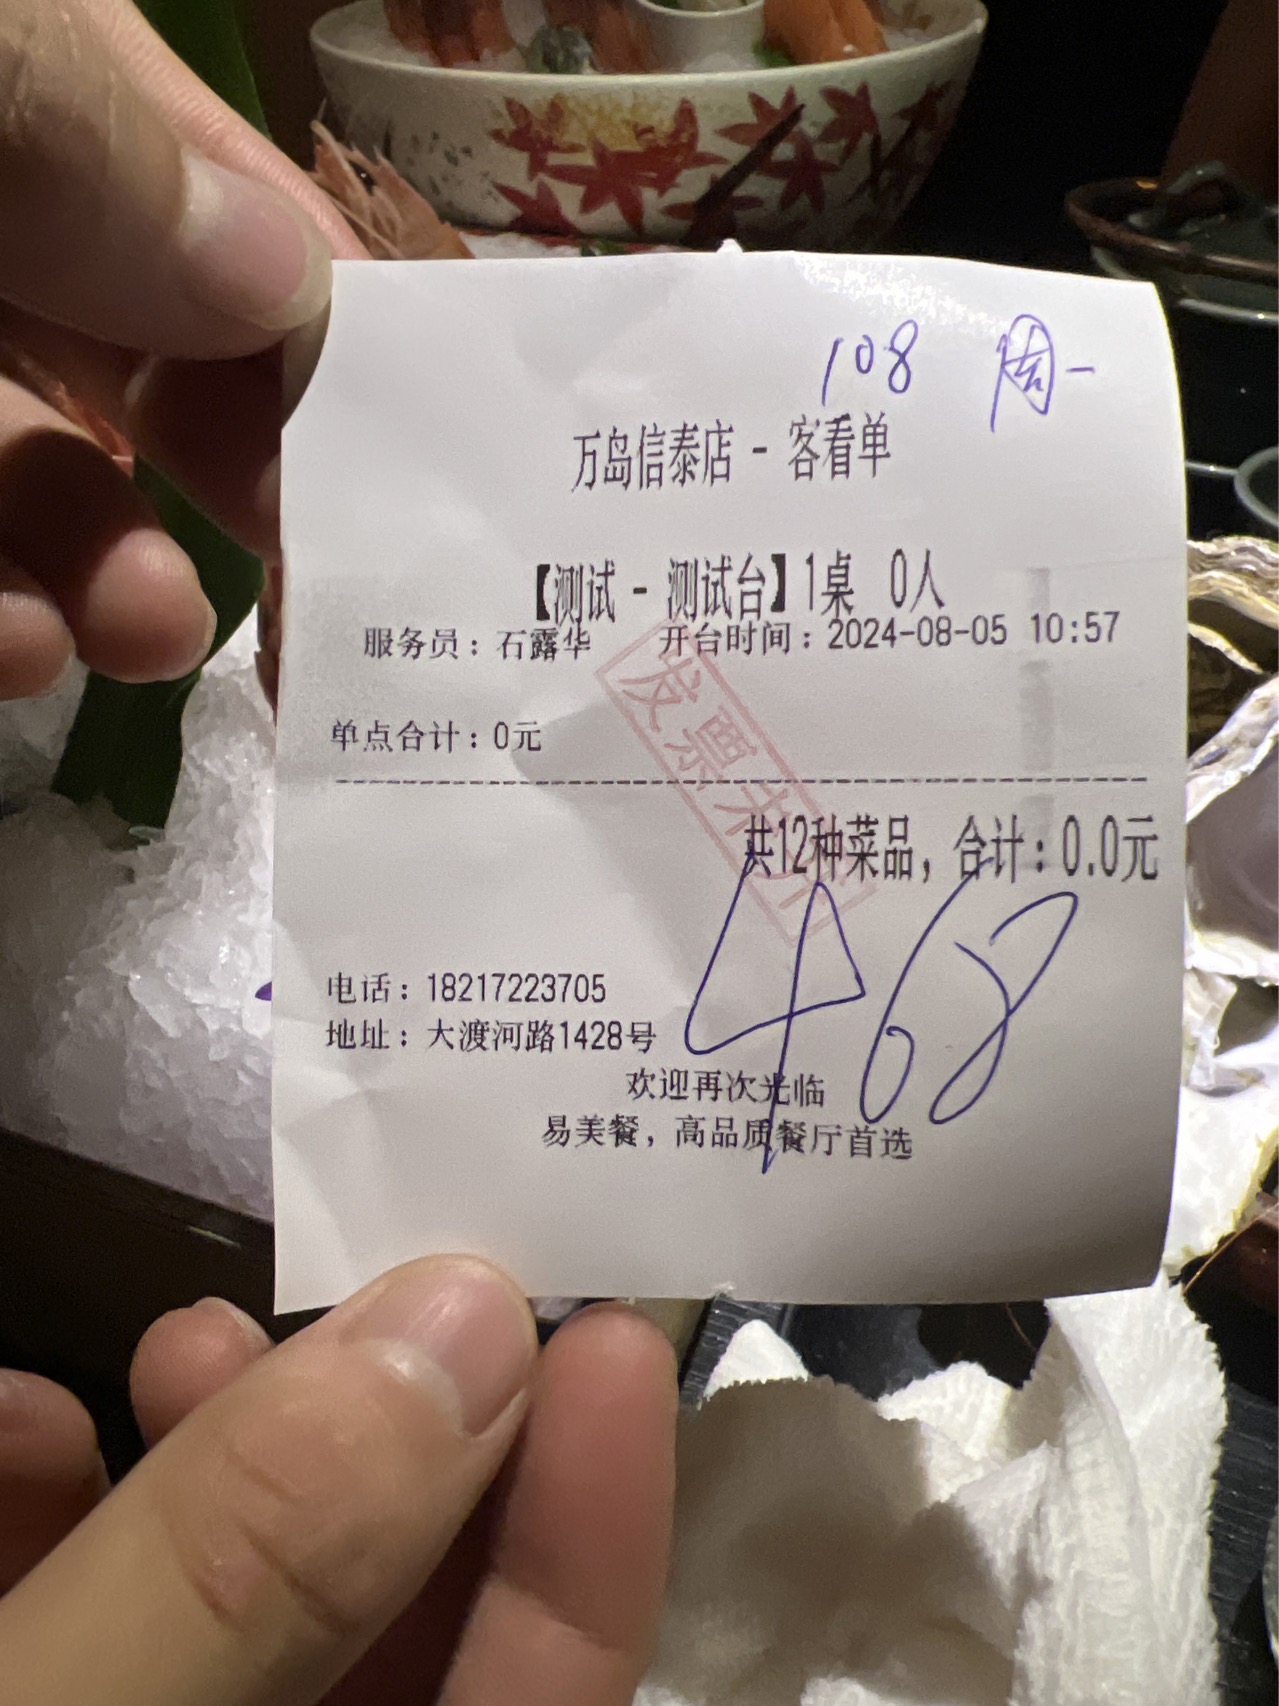 108 周一
万岛信泰店 - 客看单
【测试 - 测试台】1桌 0人
服务员：石露华 开台时间：2024-08-05 10:57
单点合计：0元
发票未开
共12种菜品，合计：0.0元
468
电话：18217223705
地址：大渡河路1428号
欢迎再次光临
易美餐，高品质餐厅首选